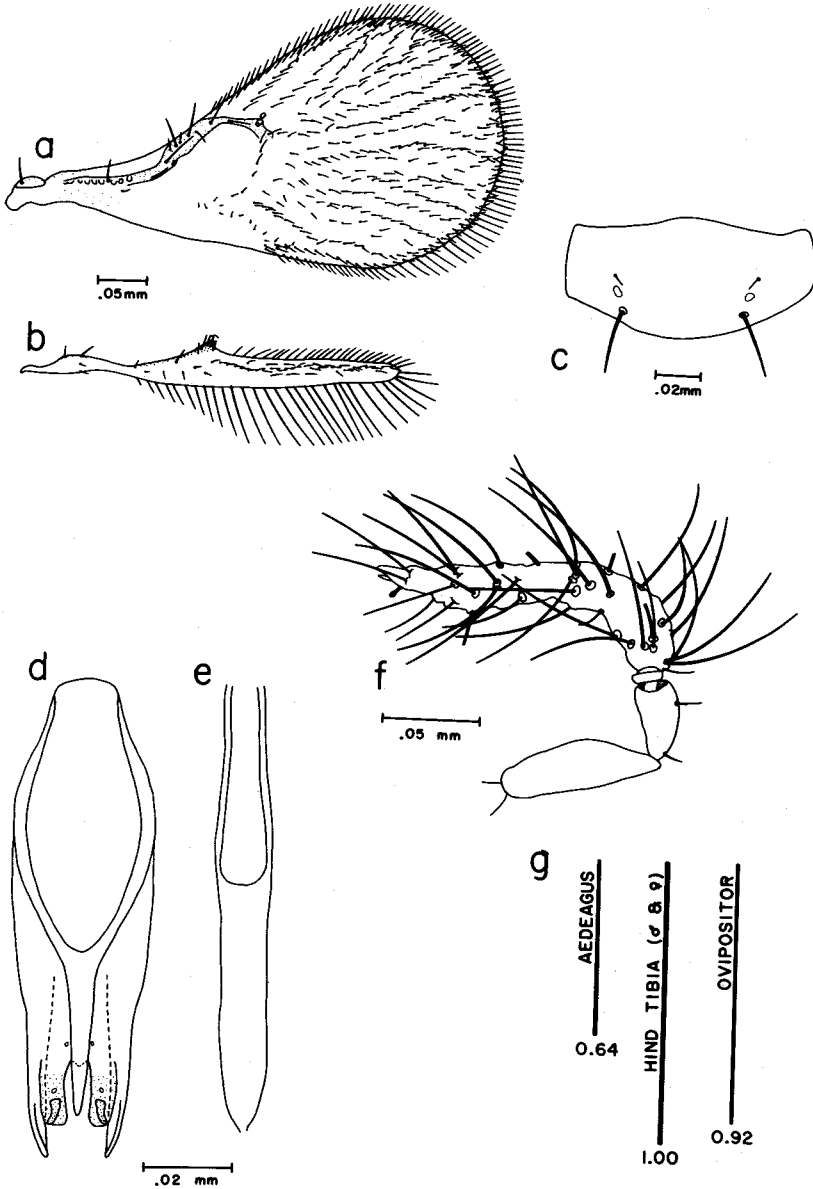 a
.05mm
b
c
.02mm
d
e
f
.05 mm
g
AEDEAGUS
0.64
HIND TIBIA (♂ & ♀)
1.00
OVIPOSITOR
0.92
.02 mm